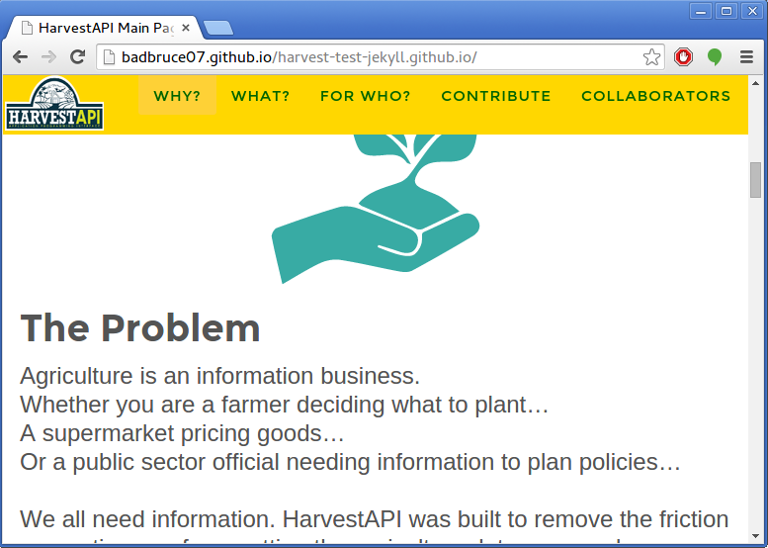 HarvestAPI Main Pag
badbruce07.github.io/harvest-test-jekyll.github.io/
HARVESTAPI
WHY? WHAT? FOR WHO? CONTRIBUTE COLLABORATORS
The Problem
Agriculture is an information business.
Whether you are a farmer deciding what to plant…
A supermarket pricing goods…
Or a public sector official needing information to plan policies…
We all need information. HarvestAPI was built to remove the friction